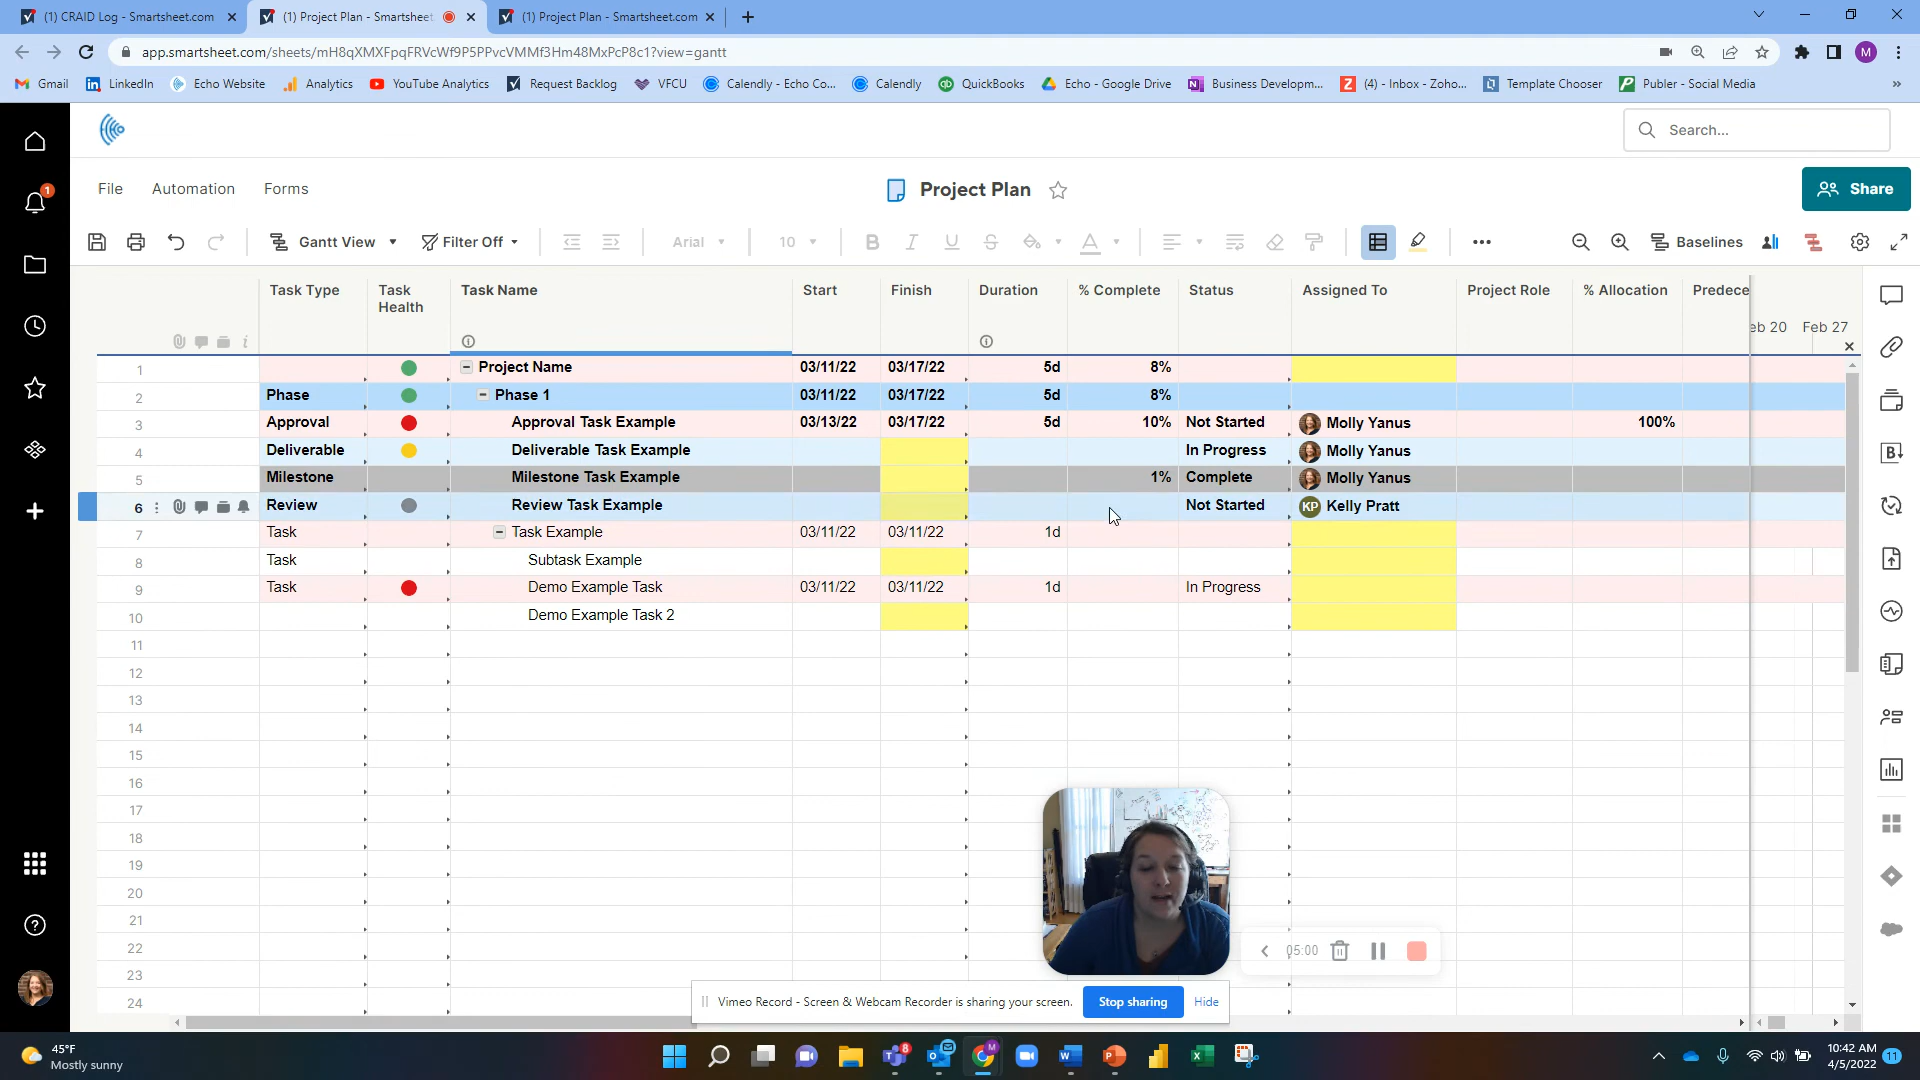 (1) CRAID Log - Smartsheet.com
(1) Project Plan - Smartsheet
(1) Project Plan - Smartsheet.com
app.smartsheet.com/sheets/mH8qXMXFpqFRVcWf9P5PPvcVMMf3Hm48MxPcP8c1?view=gantt
M
Gmail
LinkedIn
Echo Website
Analytics
YouTube Analytics
Request Backlog
VFCU
Calendly - Echo Co...
Calendly
QuickBooks
Echo - Google Drive
Business Developm...
(4) - Inbox - Zoho...
Template Chooser
Publer - Social Media
Search...
File Automation Forms
Project Plan
Share
1
Gantt View
Filter Off
Arial
10
B I U S
A
Baselines
Task Type
Task Health
Task Name
Start
Finish
Duration
% Complete
Status
Assigned To
Project Role
% Allocation
Predece
eb 20 Feb 27
1 Project Name 03/11/22 03/17/22 5d 8%
2 Phase Phase 1 03/11/22 03/17/22 5d 8%
3 Approval Approval Task Example 03/13/22 03/17/22 5d 10% Not Started Molly Yanus 100%
4 Deliverable Deliverable Task Example In Progress Molly Yanus
5 Milestone Milestone Task Example 1% Complete Molly Yanus
6 Review Review Task Example Not Started KP Kelly Pratt
7 Task Task Example 03/11/22 03/11/22 1d
8 Task Subtask Example
9 Task Demo Example Task 03/11/22 03/11/22 1d In Progress
10 Demo Example Task 2
11
12
13
14
15
16
17
18
19
20
21
22
23
24
05:00
Vimeo Record - Screen & Webcam Recorder is sharing your screen.
Stop sharing
Hide
45°F
Mostly sunny
8
M
10:42 AM
4/5/2022
11